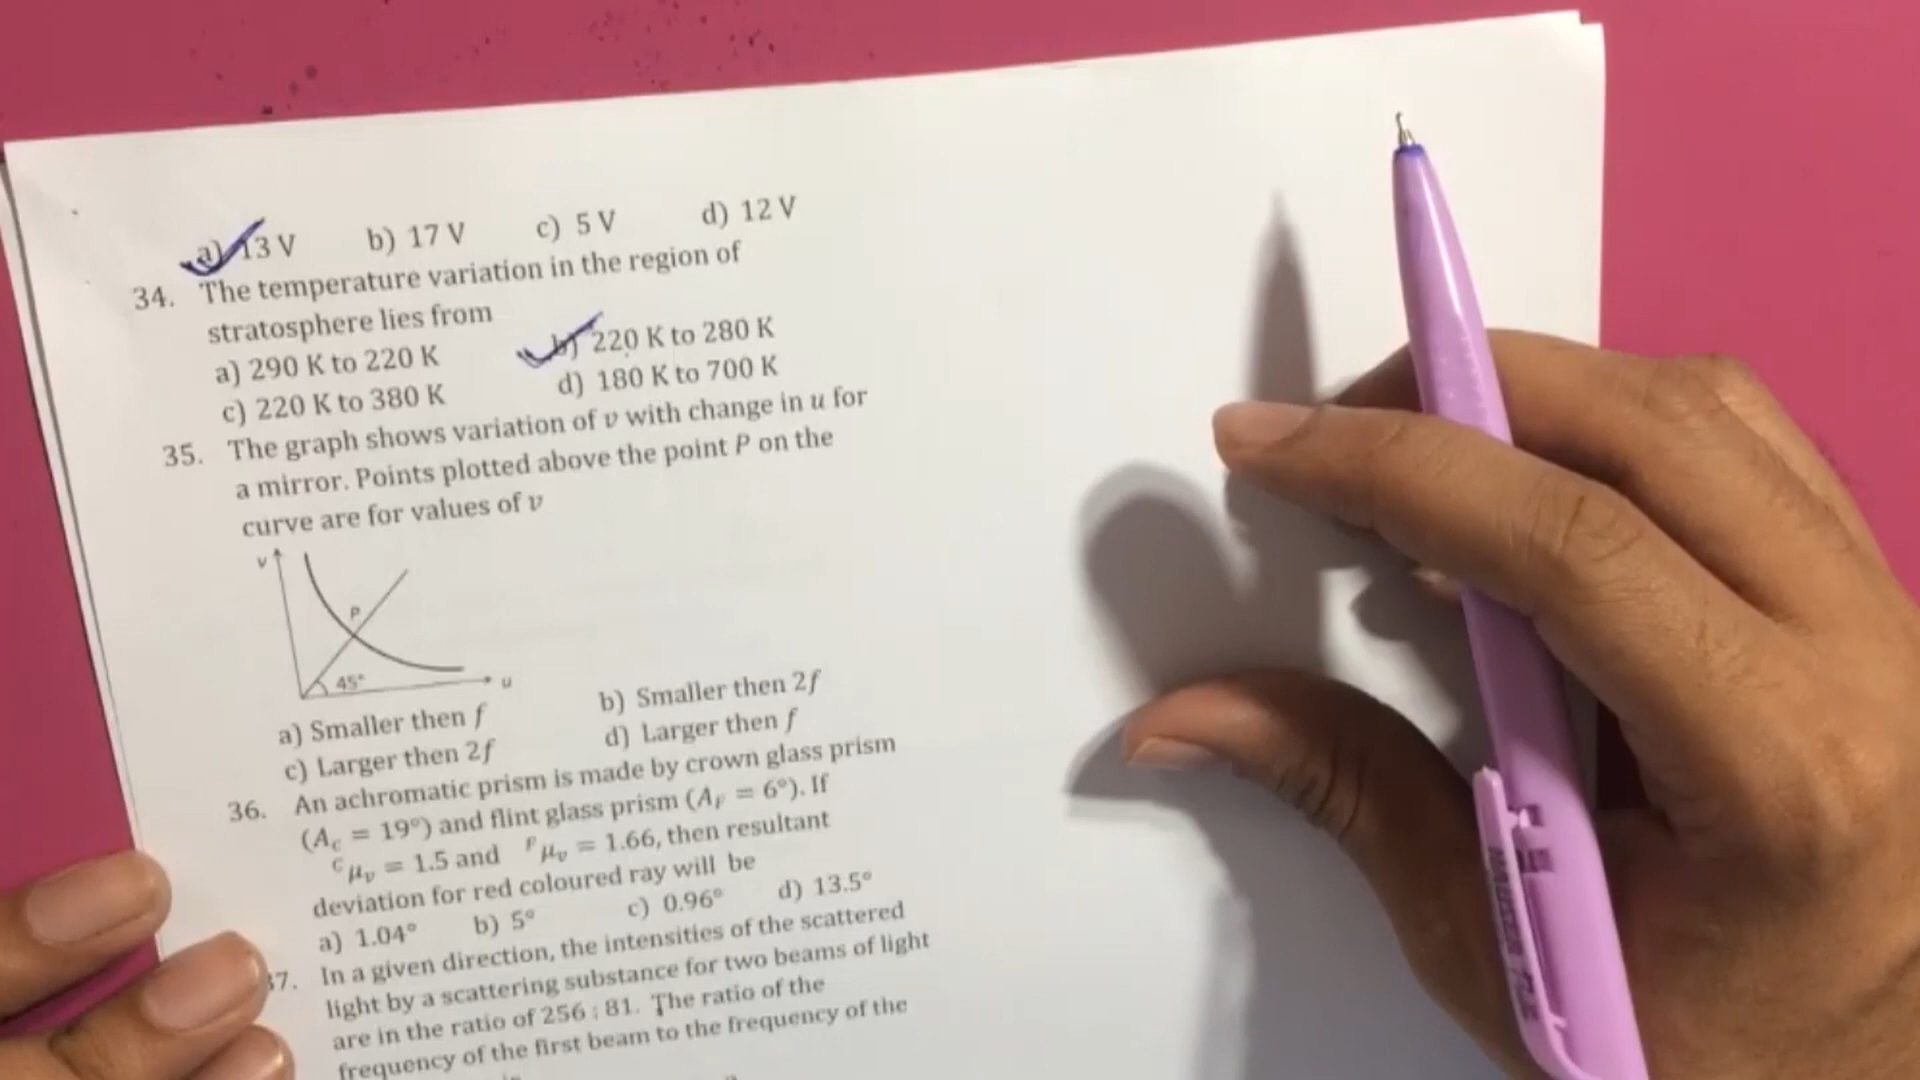 a) 13 V b) 17 V c) 5 V d) 12 V
34. The temperature variation in the region of
stratosphere lies from
a) 290 K to 220 K b) 220 K to 280 K
c) 220 K to 380 K d) 180 K to 700 K
35. The graph shows variation of v with change in u for
a mirror. Points plotted above the point P on the
curve are for values of v
v
P
45°
u
a) Smaller then f b) Smaller then 2f
c) Larger then 2f d) Larger then f
36. An achromatic prism is made by crown glass prism
(A_c = 19°) and flint glass prism (A_F = 6°). If
^Cμ_v = 1.5 and ^Fμ_v = 1.66, then resultant
deviation for red coloured ray will be
a) 1.04° b) 5° c) 0.96° d) 13.5°
37. In a given direction, the intensities of the scattered
light by a scattering substance for two beams of light
are in the ratio of 256 : 81. The ratio of the
frequency of the first beam to the frequency of the